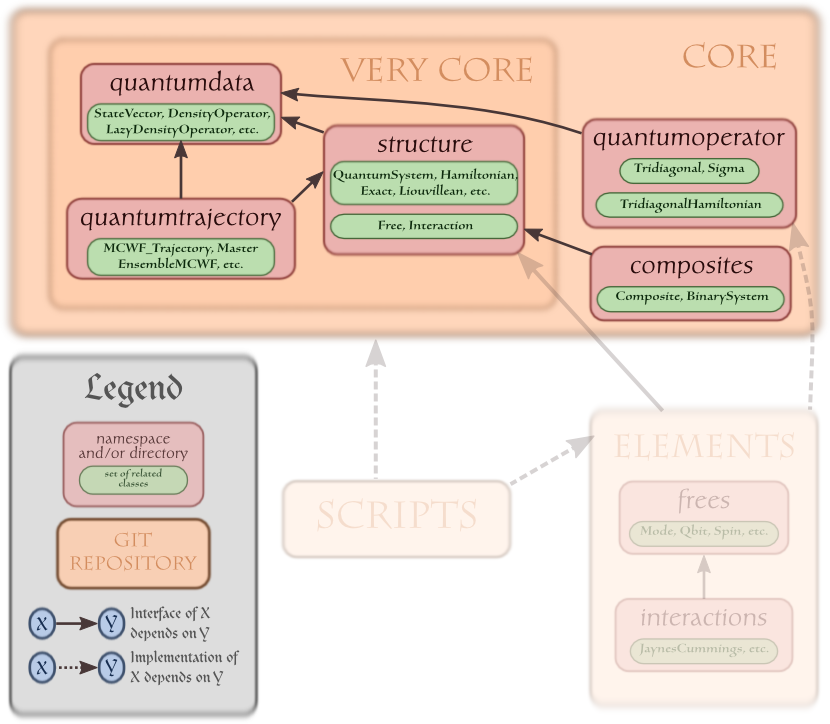 CORE
VERY CORE
quantumdata
StateVector, DensityOperator,
LazyDensityOperator, etc.
structure
QuantumSystem, Hamiltonian,
Exact, Liouvillean, etc.
Free, Interaction
quantumtrajectory
MCWF_Trajectory, Master
EnsembleMCWF, etc.
quantumoperator
Tridiagonal, Sigma
TridiagonalHamiltonian
composites
Composite, BinarySystem
Legend
namespace
and/or directory
set of related
classes
GIT
REPOSITORY
X
Y
Interface of X
depends on Y
X
Y
Implementation of
X depends on Y
SCRIPTS
ELEMENTS
frees
Mode, Qbit, Spin, etc.
interactions
JaynesCummings, etc.